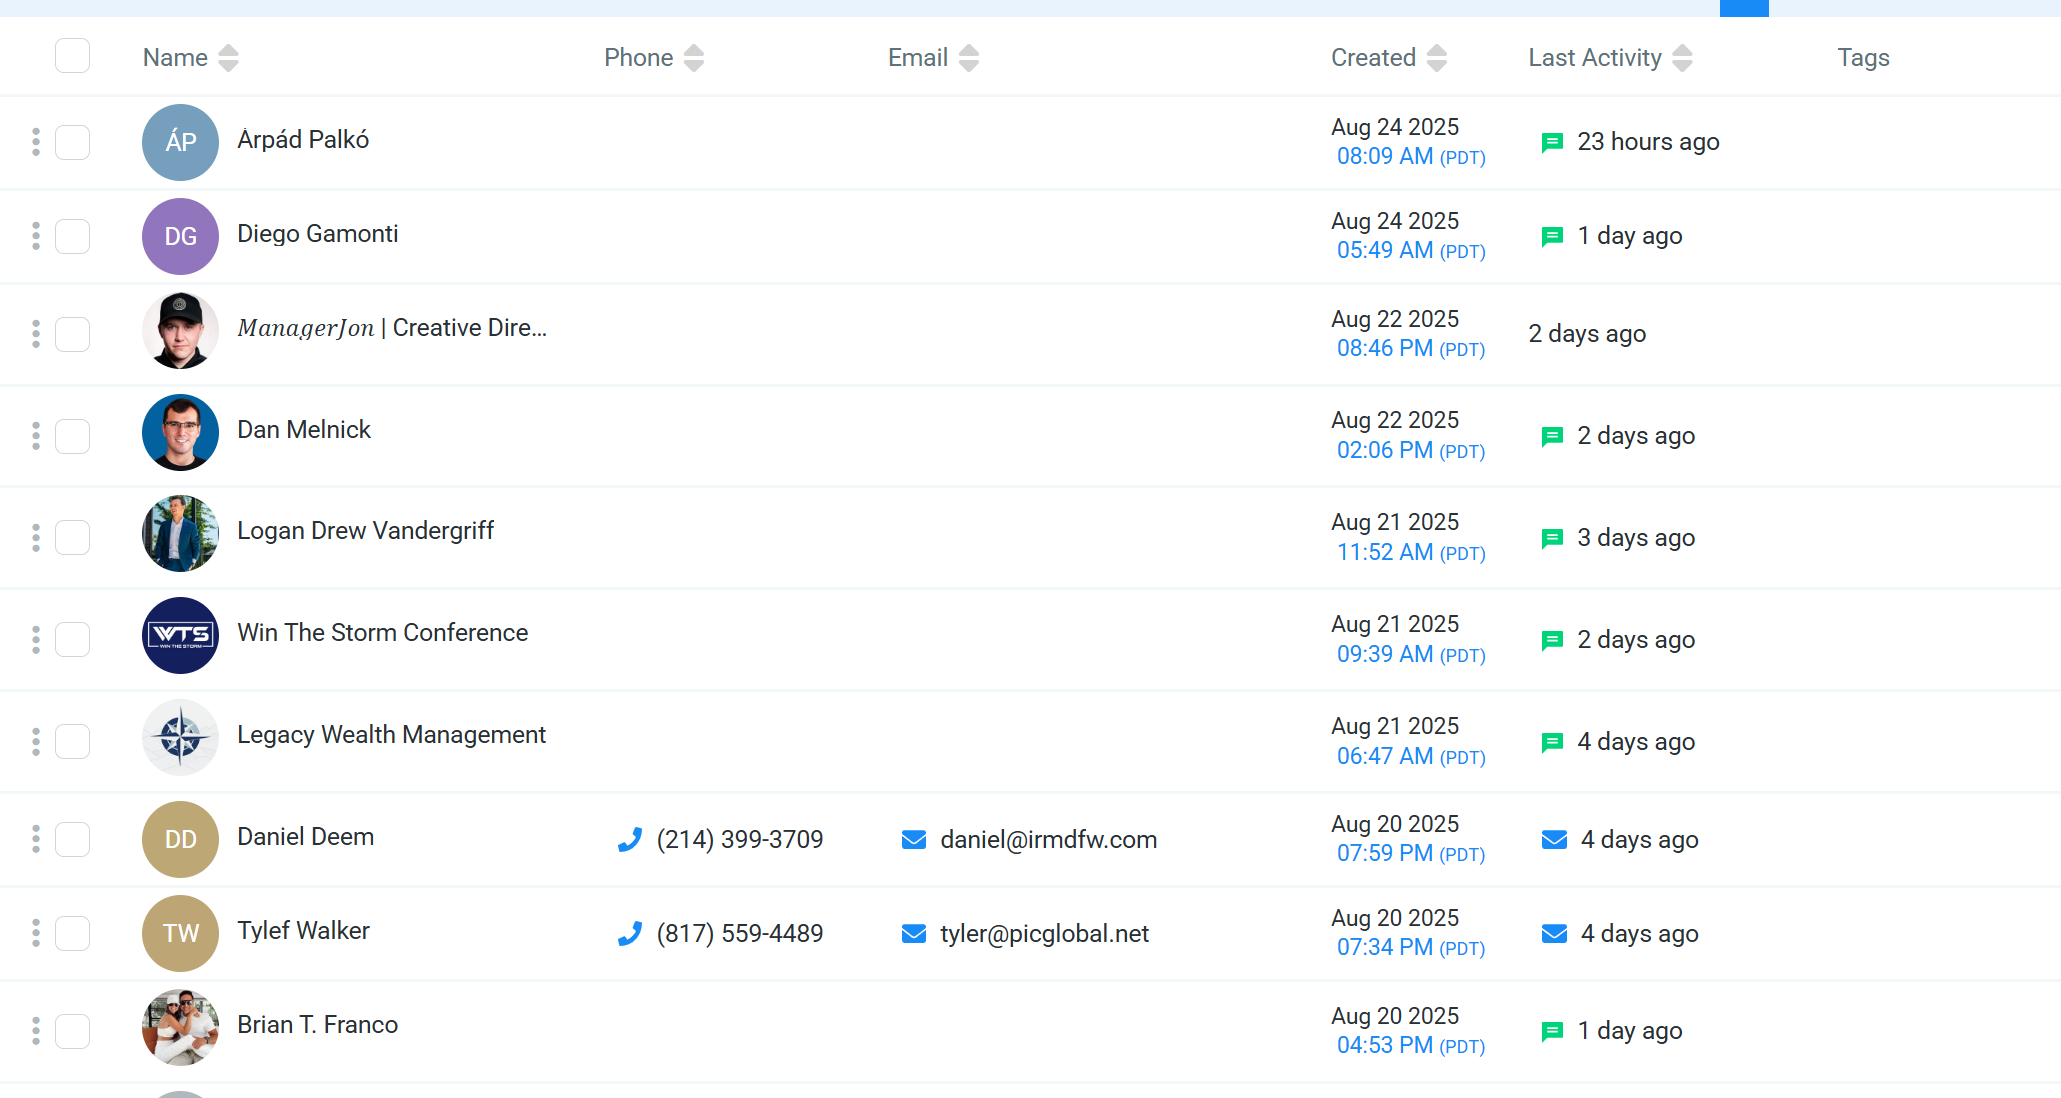 Name Phone Email Created Last Activity Tags
ÁP Árpád Palkó Aug 24 2025 23 hours ago
08:09 AM (PDT)
DG Diego Gamonti Aug 24 2025 1 day ago
05:49 AM (PDT)
ManagerJon | Creative Dire... Aug 22 2025 2 days ago
08:46 PM (PDT)
Dan Melnick Aug 22 2025 2 days ago
02:06 PM (PDT)
Logan Drew Vandergriff Aug 21 2025 3 days ago
11:52 AM (PDT)
WTS WIN THE STORM Win The Storm Conference Aug 21 2025 2 days ago
09:39 AM (PDT)
Legacy Wealth Management Aug 21 2025 4 days ago
06:47 AM (PDT)
DD Daniel Deem (214) 399-3709 daniel@irmdfw.com Aug 20 2025 4 days ago
07:59 PM (PDT)
TW Tylef Walker (817) 559-4489 tyler@picglobal.net Aug 20 2025 4 days ago
07:34 PM (PDT)
Brian T. Franco Aug 20 2025 1 day ago
04:53 PM (PDT)